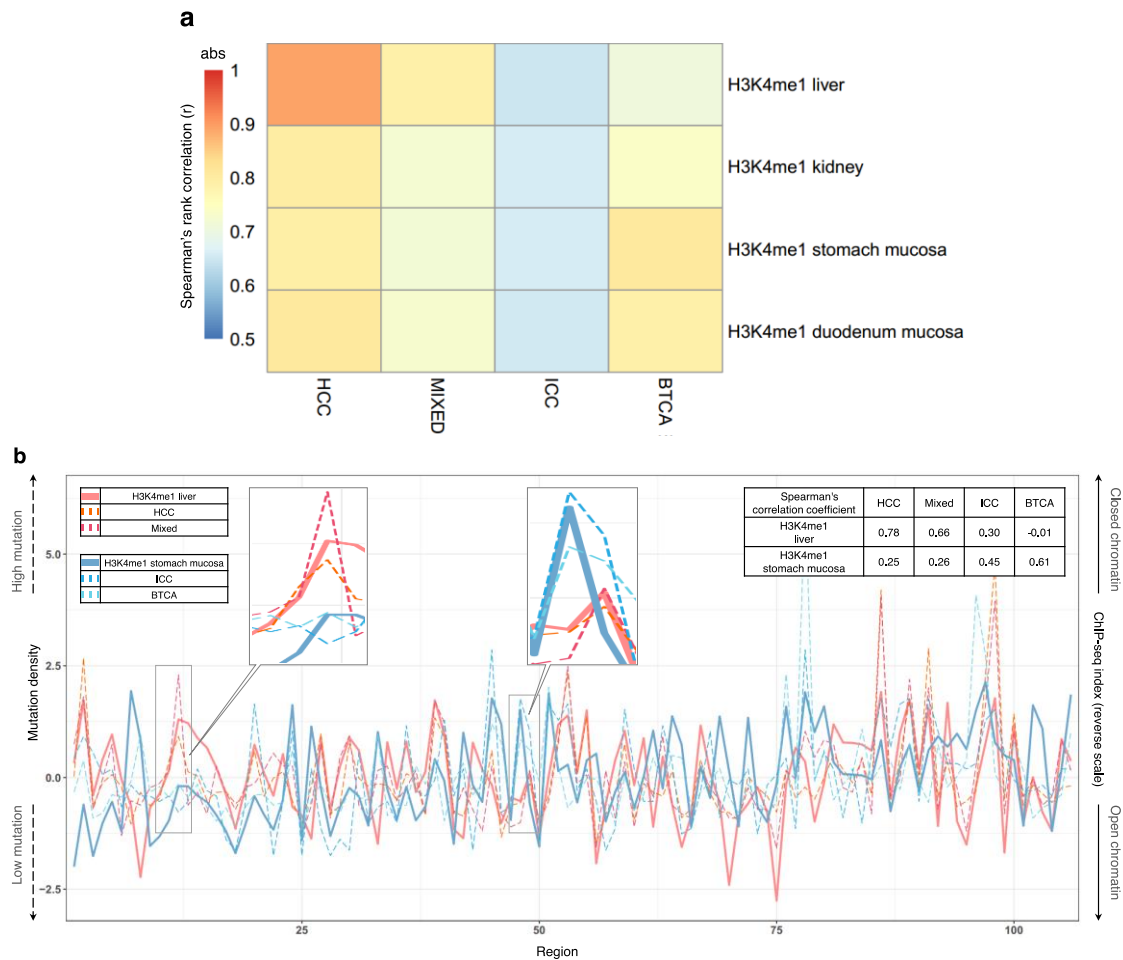 a
abs
Spearman's rank correlation (r)
1
0.9
0.8
0.7
0.6
0.5
H3K4me1 liver
H3K4me1 kidney
H3K4me1 stomach mucosa
H3K4me1 duodenum mucosa
HCC
MIXED
ICC
BTCA
b
High mutation
Mutation density
Low mutation
5.0
2.5
0.0
−2.5
H3K4me1 liver
HCC
Mixed
H3K4me1 stomach mucosa
ICC
BTCA
Spearman's correlation coefficient HCC Mixed ICC BTCA
H3K4me1 liver 0.78 0.66 0.30 -0.01
H3K4me1 stomach mucosa 0.25 0.26 0.45 0.61
Closed chromatin
ChIP-seq index (reverse scale)
Open chromatin
25
50
75
100
Region